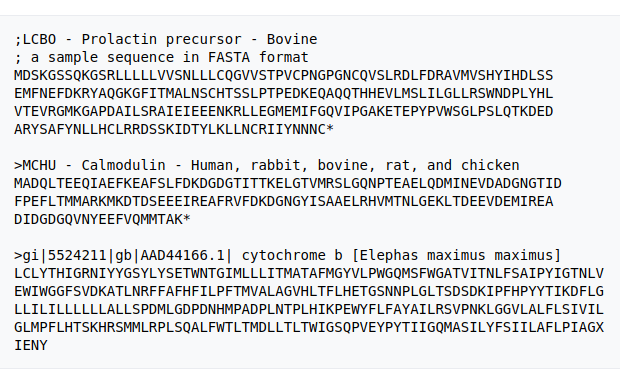 ;LCBO - Prolactin precursor - Bovine
; a sample sequence in FASTA format
MDSKGSSQKGSRLLLLLVVSNLLLCQGVVSTPVCPNGPGNCQVSLRDLFDRAVMVSHYIHDLSS
EMFNEFDKRYAQGKGFITMALNSCHTSSLPTPEDKEQAQQTHHEVLMSLILGLLRSWNDPLYHL
VTEVRGMKGAPDAILSRAIEIEEENKRLLEGMEMIFGQVIPGAKETEPYPVWSGLPSLQTKDED
ARYSAFYNLLHCLRRDSSKIDTYLKLLNCRIIYNNNC*
>MCHU - Calmodulin - Human, rabbit, bovine, rat, and chicken
MADQLTEEQIAEFKEAFSLFDKDGDGTITTKELGTVMRSLGQNPTEAELQDMINEVDADGNGTID
FPEFLTMMARKMKDTDSEEEIREAFRVFDKDGNGYISAAELRHVMTNLGEKLTDEEVDEMIREA
DIDGDGQVNYEEFVQMMTAK*
>gi|5524211|gb|AAD44166.1| cytochrome b [Elephas maximus maximus]
LCLYTHIGRNIYYGSYLYSETWNTGIMLLLITMATAFMGYVLPWGQMSFWGATVITNLFSAIPYIGTNLV
EWIWGGFSVDKATLNRFFAFHFILPFTMVALAGVHLTFLHETGSNNPLGLTSDSDKIPFHPYYTIKDFLG
LLILILLLLLLALLSPDMLGDPDNHMPADPLNTPLHIKPEWYFLFAYAILRSVPNKLGGVLALFLSIVIL
GLMPFLHTSKHRSMMLRPLSQALFWTLTMDLLTLTWIGSQPVEYPYTIIGQMASILYFSIILAFLPIAGX
IENY